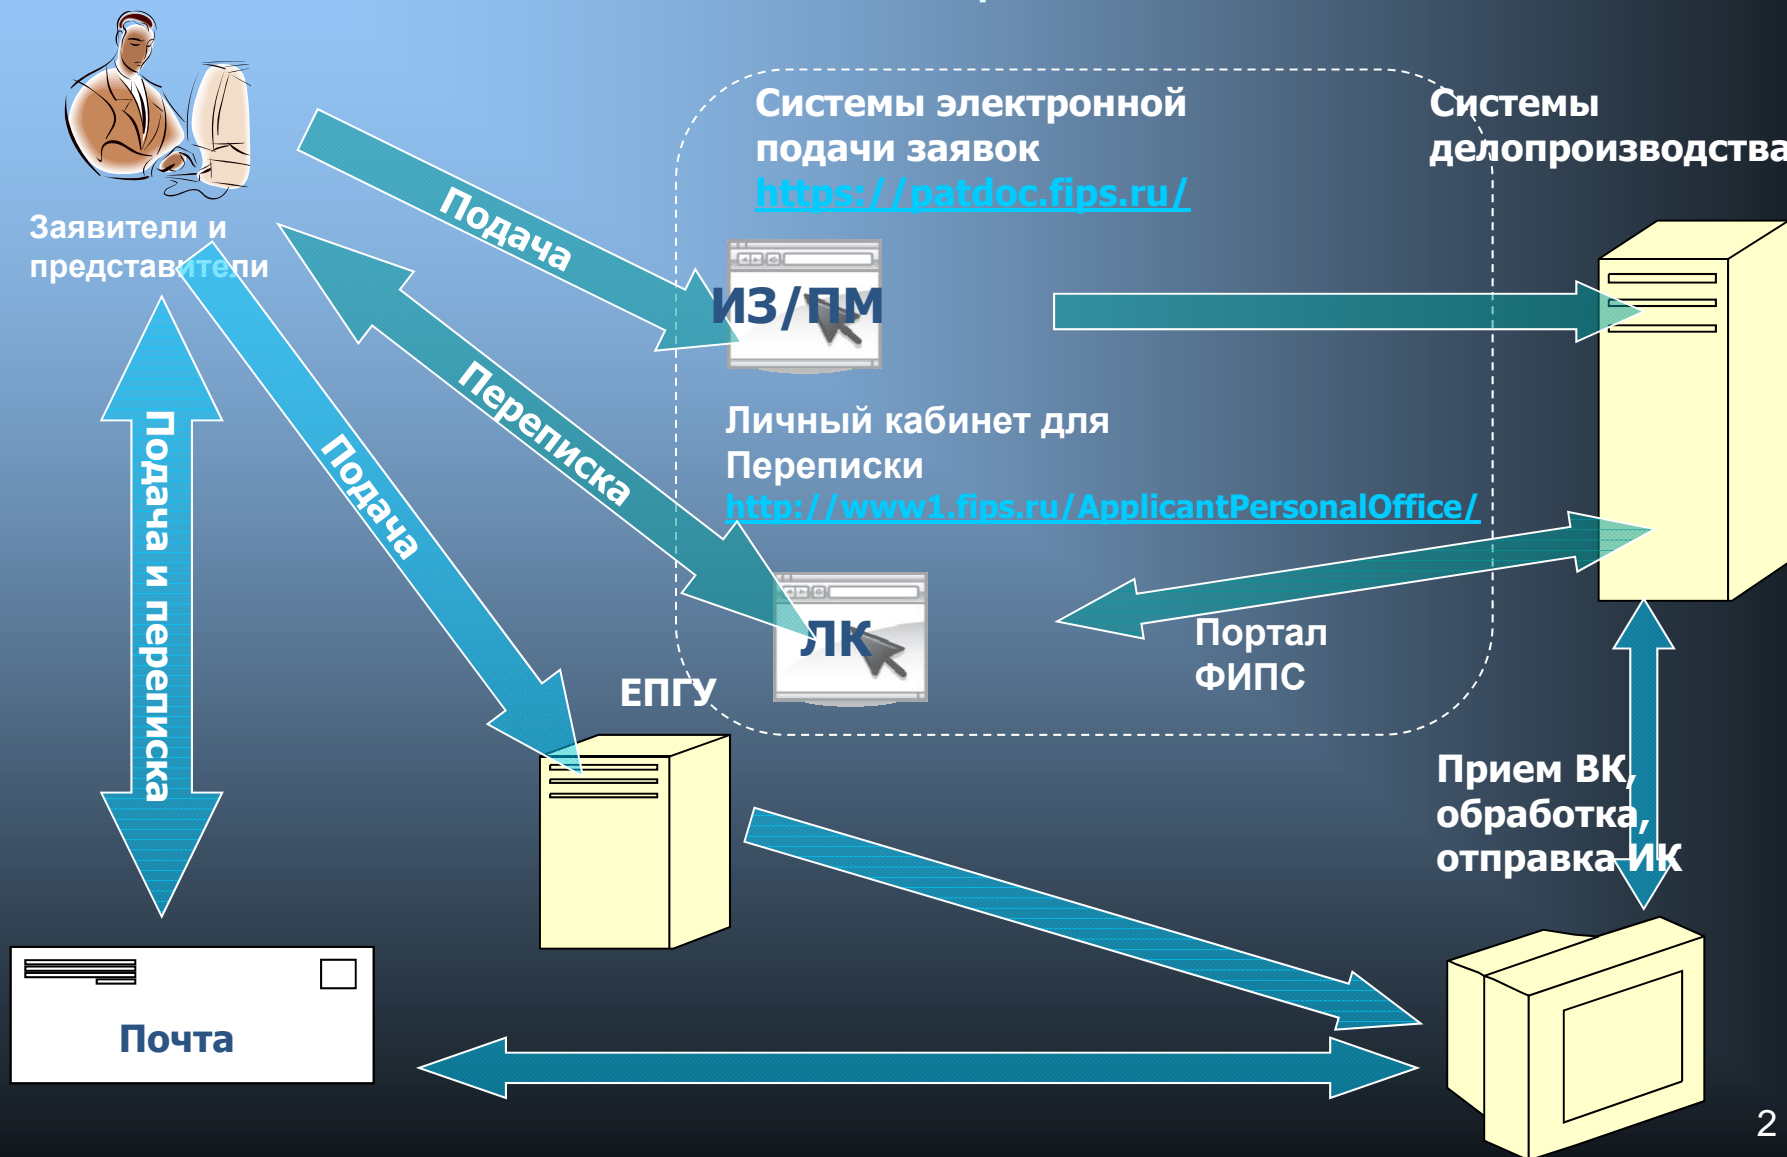 Системы электронной
подачи заявок
https://patdoc.fips.ru/
Системы
делопроизводства
Заявители и
представители
Подача
ИЗ/ПМ
Переписка
Подача
Подача и переписка
Личный кабинет для
Переписки
http://www1.fips.ru/ApplicantPersonalOffice/
ЛК
Портал
ФИПС
ЕПГУ
Прием ВК,
обработка,
отправка ИК
Почта
2